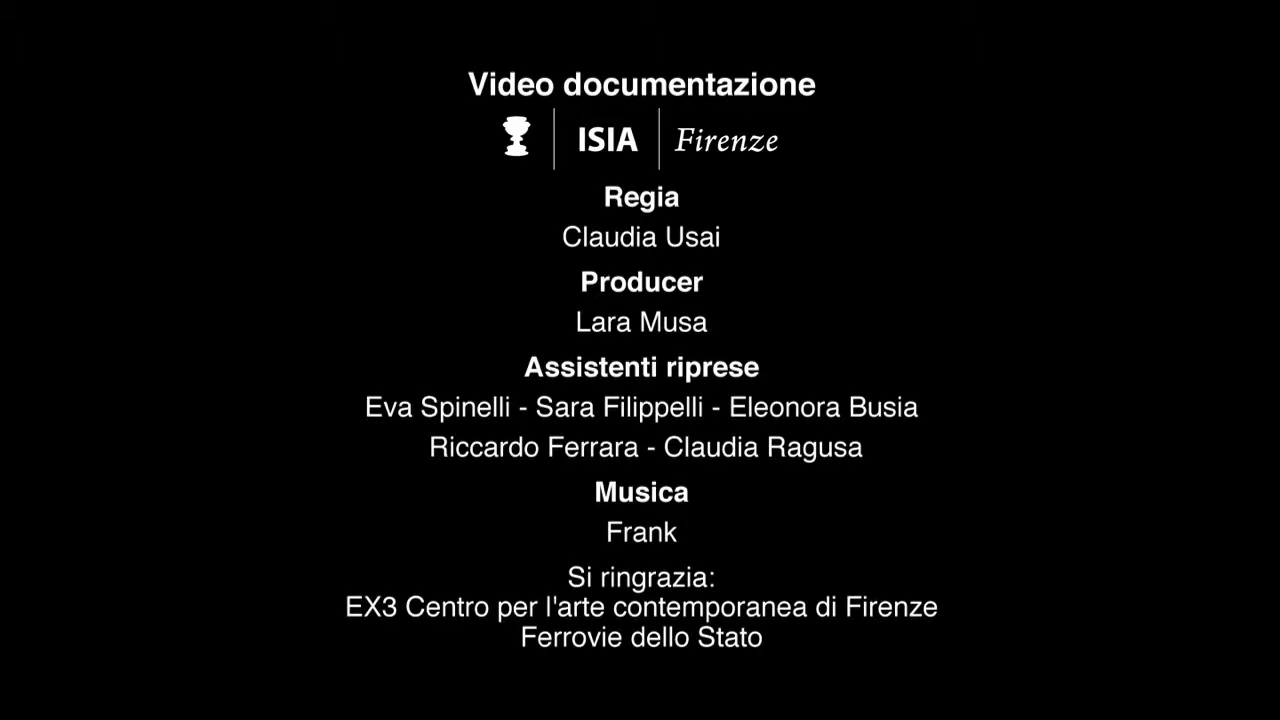 Video documentazione
ISIA Firenze
Regia
Claudia Usai
Producer
Lara Musa
Assistenti riprese
Eva Spinelli - Sara Filippelli - Eleonora Busia
Riccardo Ferrara - Claudia Ragusa
Musica
Frank
Si ringrazia:
EX3 Centro per l'arte contemporanea di Firenze
Ferrovie dello Stato